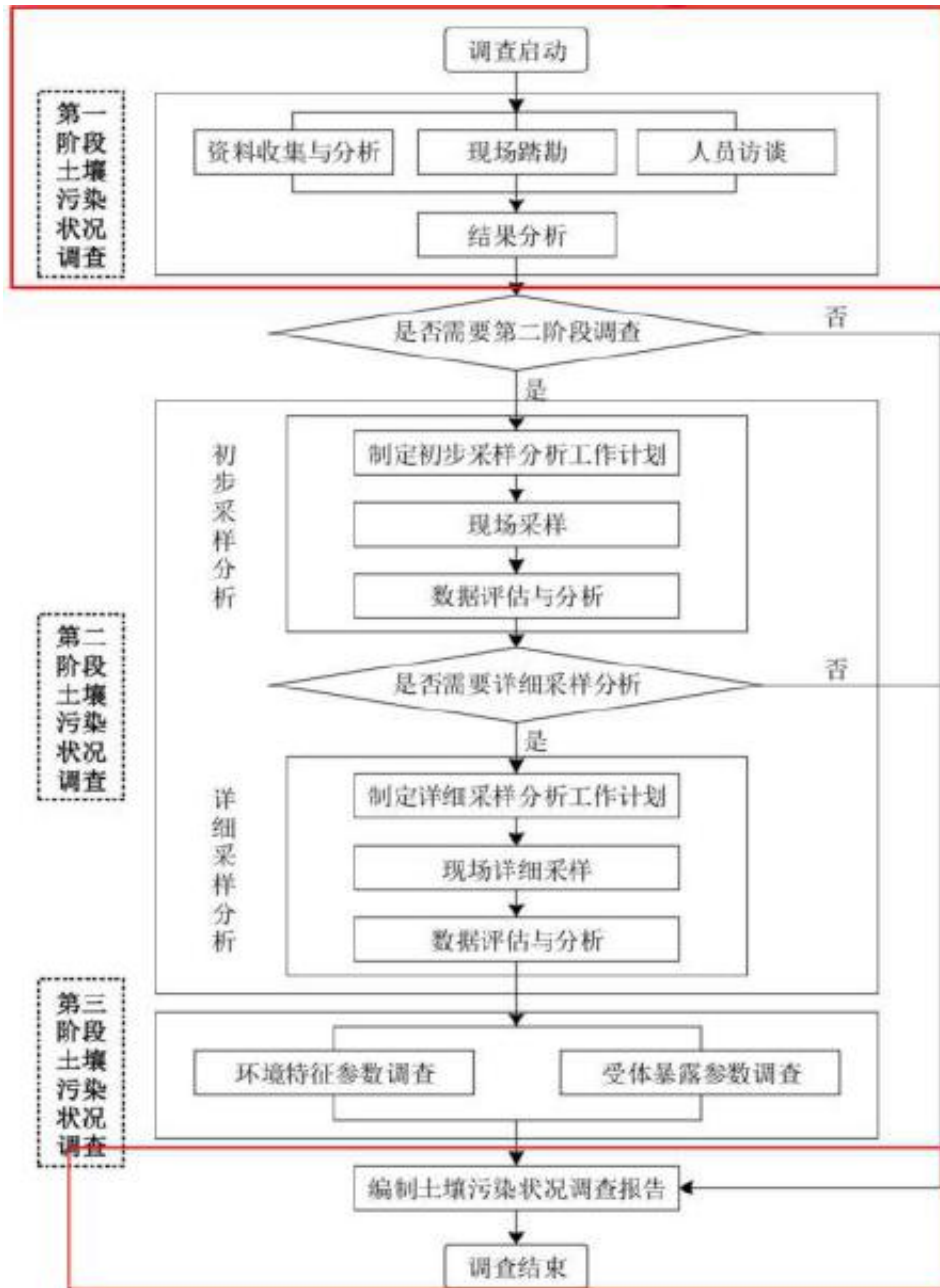 调查启动
第一
阶段
土壤
污染
状况
调查
资料收集与分析
现场踏勘
人员访谈
结果分析
是否需要第二阶段调查
否
是
初步采样分析
制定初步采样分析工作计划
现场采样
数据评估与分析
第二
阶段
土壤
污染
状况
调查
是否需要详细采样分析
否
是
详细采样分析
制定详细采样分析工作计划
现场详细采样
数据评估与分析
第三
阶段
土壤
污染
状况
调查
环境特征参数调查
受体暴露参数调查
编制土壤污染状况调查报告
调查结束